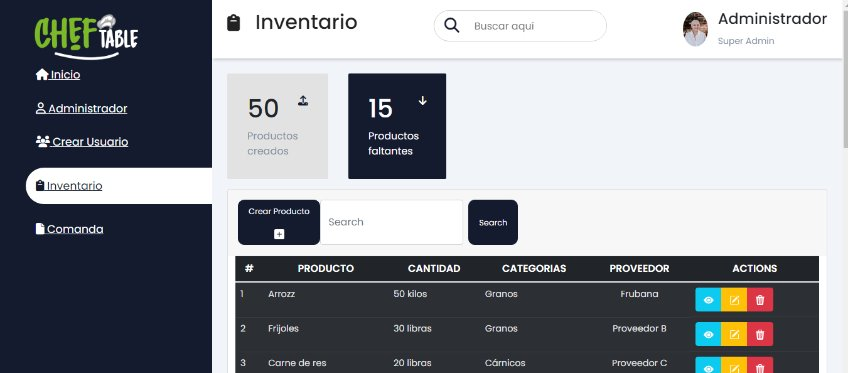 CHEF TABLE
Inicio
Administrador
Crear Usuario
Inventario
Comanda
Inventario
Buscar aquí
Administrador
Super Admin
50
Productos
creados
15
Productos
faltantes
Crear Producto
Search
Search
# PRODUCTO CANTIDAD CATEGORIAS PROVEEDOR ACTIONS
1 Arrozz 50 kilos Granos Frubana
2 Frijoles 30 libras Granos Proveedor B
3 Carne de res 20 libras Cárnicos Proveedor C